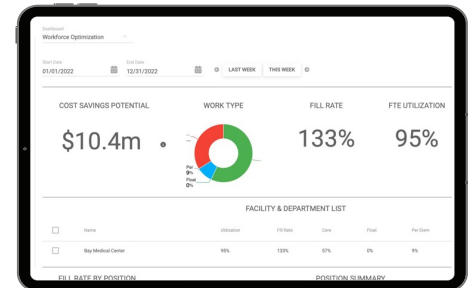 Dashboard
Workforce Optimization
Start Date
End Date
01/01/2022
12/31/2022
LAST WEEK
THIS WEEK
COST SAVINGS POTENTIAL
WORK TYPE
FILL RATE
FTE UTILIZATION
$10.4m
133%
95%
Per
9%
Float
0%
FACILITY & DEPARTMENT LIST
Name
Utilization
Fill Rate
Core
Float
Per Diem
Bay Medical Center
95%
133%
57%
0%
9%
FILL RATE BY POSITION
POSITION SUMMARY